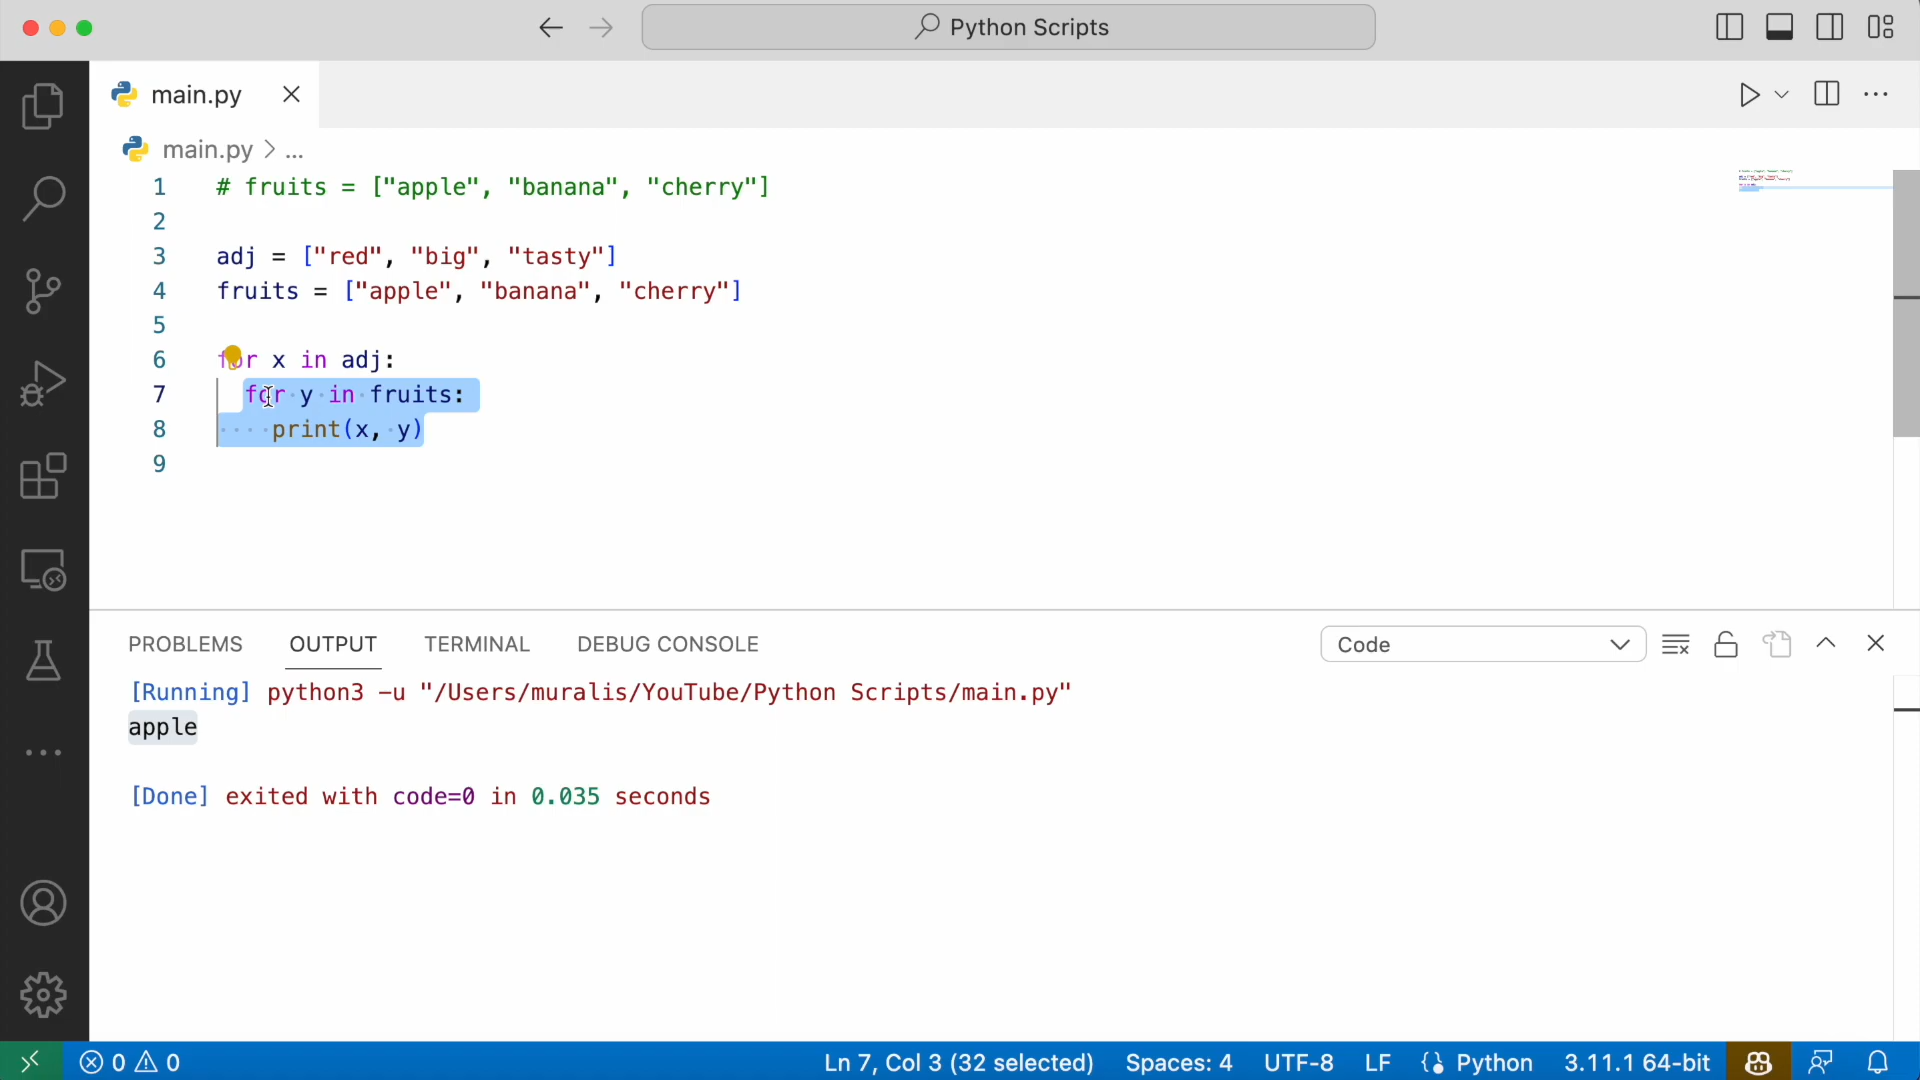 Python Scripts
main.py
main.py > ...
1 # fruits = ["apple", "banana", "cherry"]
2
3 adj = ["red", "big", "tasty"]
4 fruits = ["apple", "banana", "cherry"]
5
6 for x in adj:
7 for y in fruits:
8 print(x, y)
9
PROBLEMS OUTPUT TERMINAL DEBUG CONSOLE Code
[Running] python3 -u "/Users/muralis/YouTube/Python Scripts/main.py"
apple
[Done] exited with code=0 in 0.035 seconds
0 0 Ln 7, Col 3 (32 selected) Spaces: 4 UTF-8 LF Python 3.11.1 64-bit